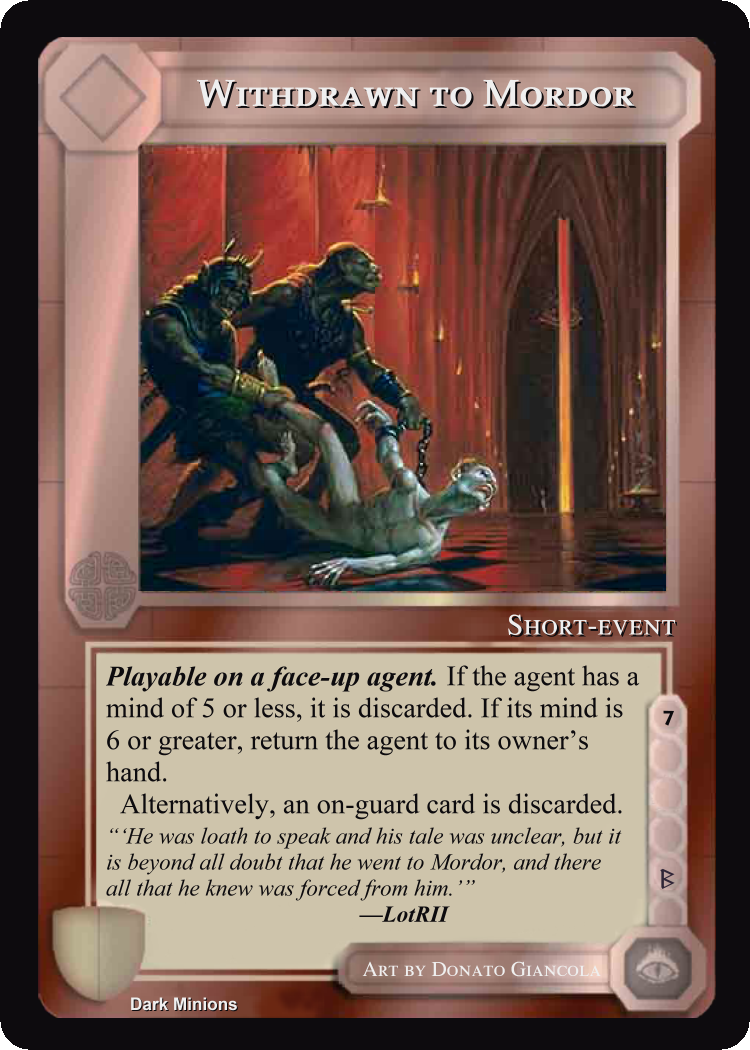 Withdrawn to Mordor
Short-event
Playable on a face-up agent. If the agent has a
mind of 5 or less, it is discarded. If its mind is
6 or greater, return the agent to its owner's
hand.
Alternatively, an on-guard card is discarded.
“‘He was loath to speak and his tale was unclear, but it
is beyond all doubt that he went to Mordor, and there
all that he knew was forced from him.’”
—LotRII
7
ᛒ
Art by Donato Giancola
Dark Minions